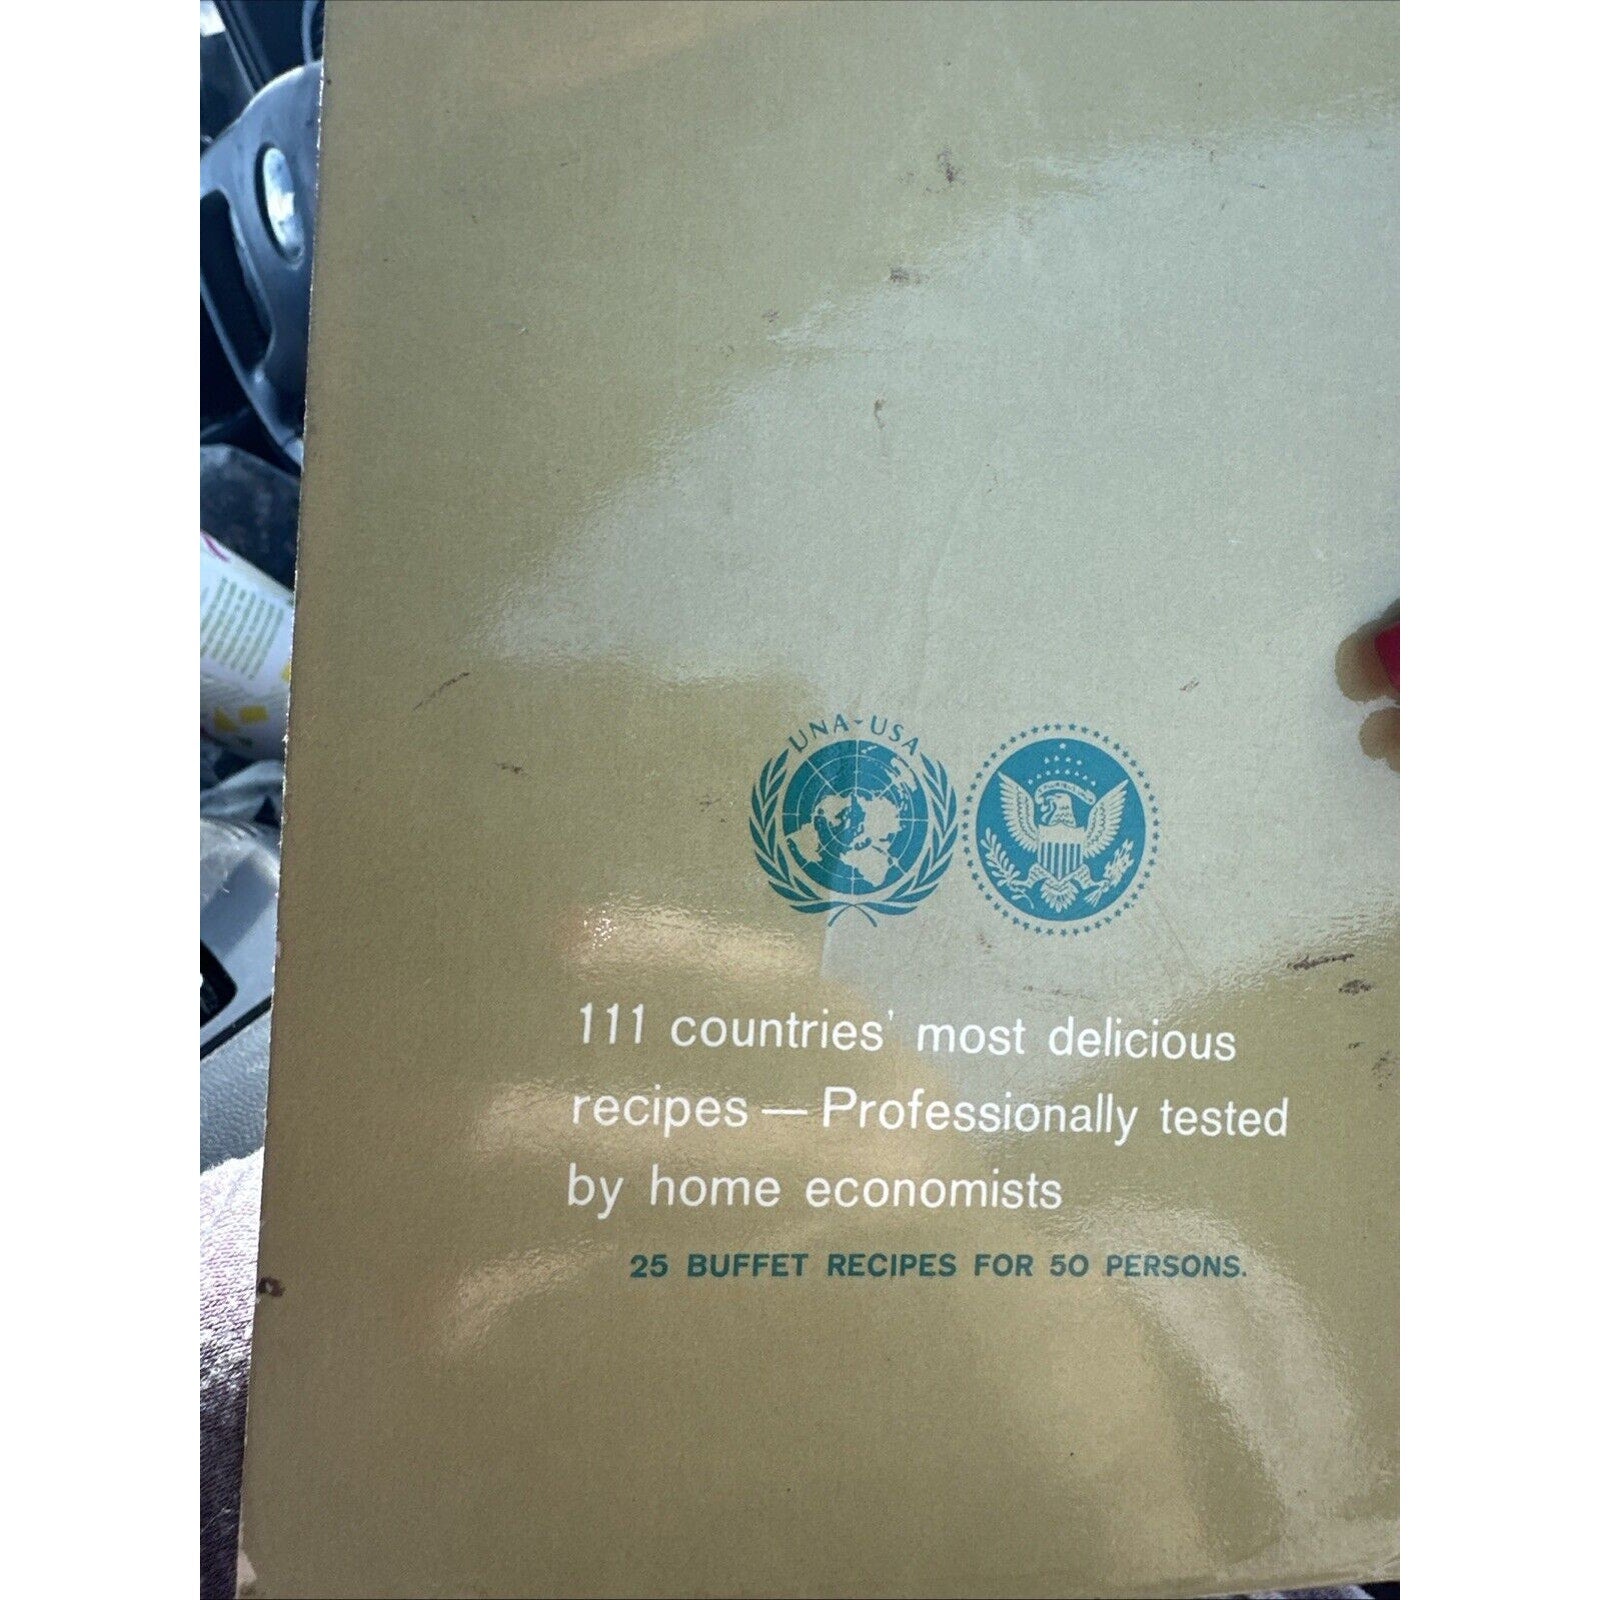 UNA-USA
111 countries' most delicious
recipes — Professionally tested
by home economists
25 BUFFET RECIPES FOR 50 PERSONS.